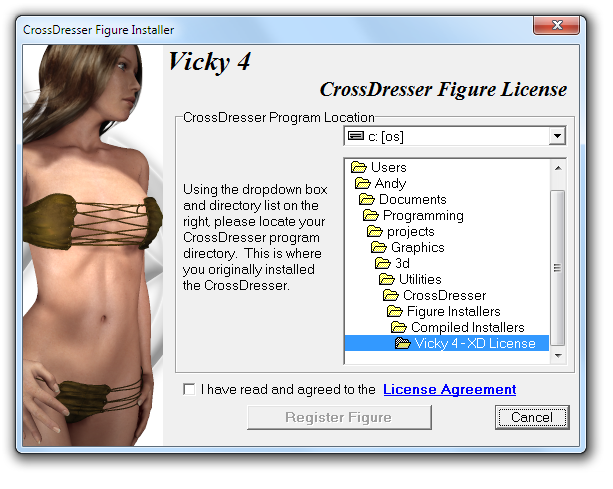 CrossDresser Figure Installer
Vicky 4
CrossDresser Figure License
CrossDresser Program Location
c: [os]
Using the dropdown box
and directory list on the
right, please locate your
CrossDresser program
directory.  This is where
you originally installed
the CrossDresser.
Users
Andy
Documents
Programming
projects
Graphics
3d
Utilities
CrossDresser
Figure Installers
Compiled Installers
Vicky 4 - XD License
I have read and agreed to the License Agreement
Register Figure
Cancel